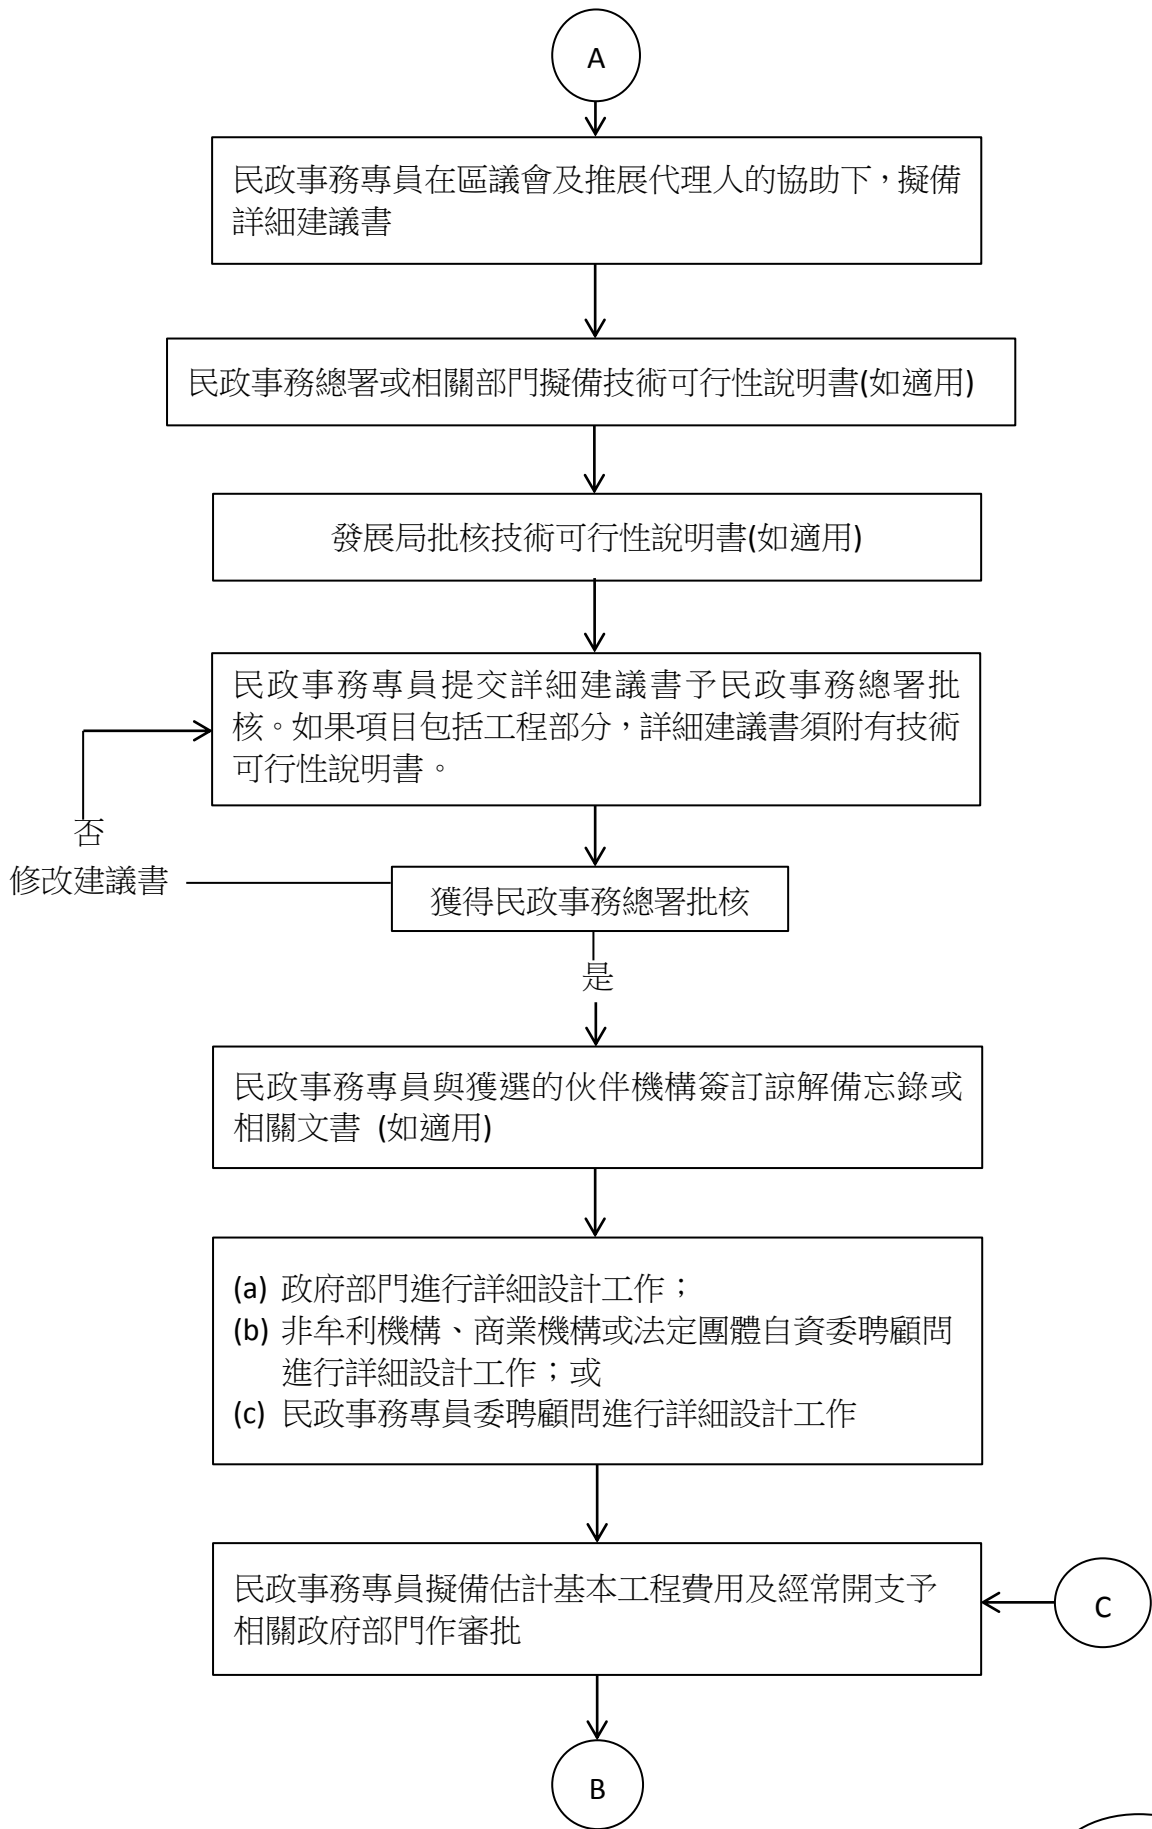 A
民政事務專員在區議會及推展代理人的協助下，擬備
詳細建議書
民政事務總署或相關部門擬備技術可行性說明書(如適用)
發展局批核技術可行性說明書(如適用)
民政事務專員提交詳細建議書予民政事務總署批
核。如果項目包括工程部分，詳細建議書須附有技術
可行性說明書。
否
修改建議書
獲得民政事務總署批核
是
民政事務專員與獲選的伙伴機構簽訂諒解備忘錄或
相關文書 (如適用)
(a) 政府部門進行詳細設計工作；
(b) 非牟利機構、商業機構或法定團體自資委聘顧問
進行詳細設計工作；或
(c) 民政事務專員委聘顧問進行詳細設計工作
民政事務專員擬備估計基本工程費用及經常開支予
相關政府部門作審批
C
B